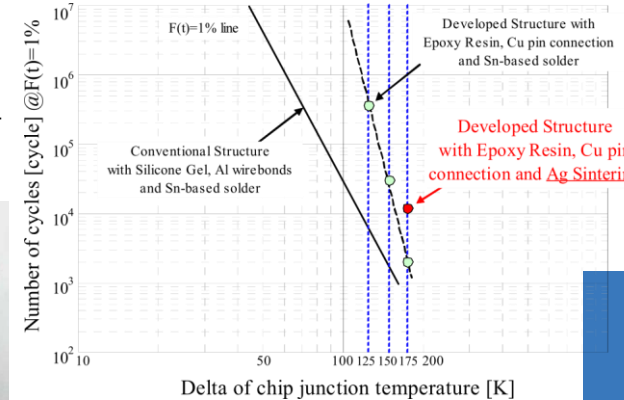 10^7
F(t)=1% line
Developed Structure with
Epoxy Resin, Cu pin connection
and Sn-based solder
10^6
Developed Structure
with Epoxy Resin, Cu pin
connection and Ag Sinterin
10^5
Conventional Structure
with Silicone Gel, Al wirebonds
and Sn-based solder
10^4
10^3
10^2
Number of cycles [cycle] @F(t)=1%
10 50 100 125 150 175 200
Delta of chip junction temperature [K]